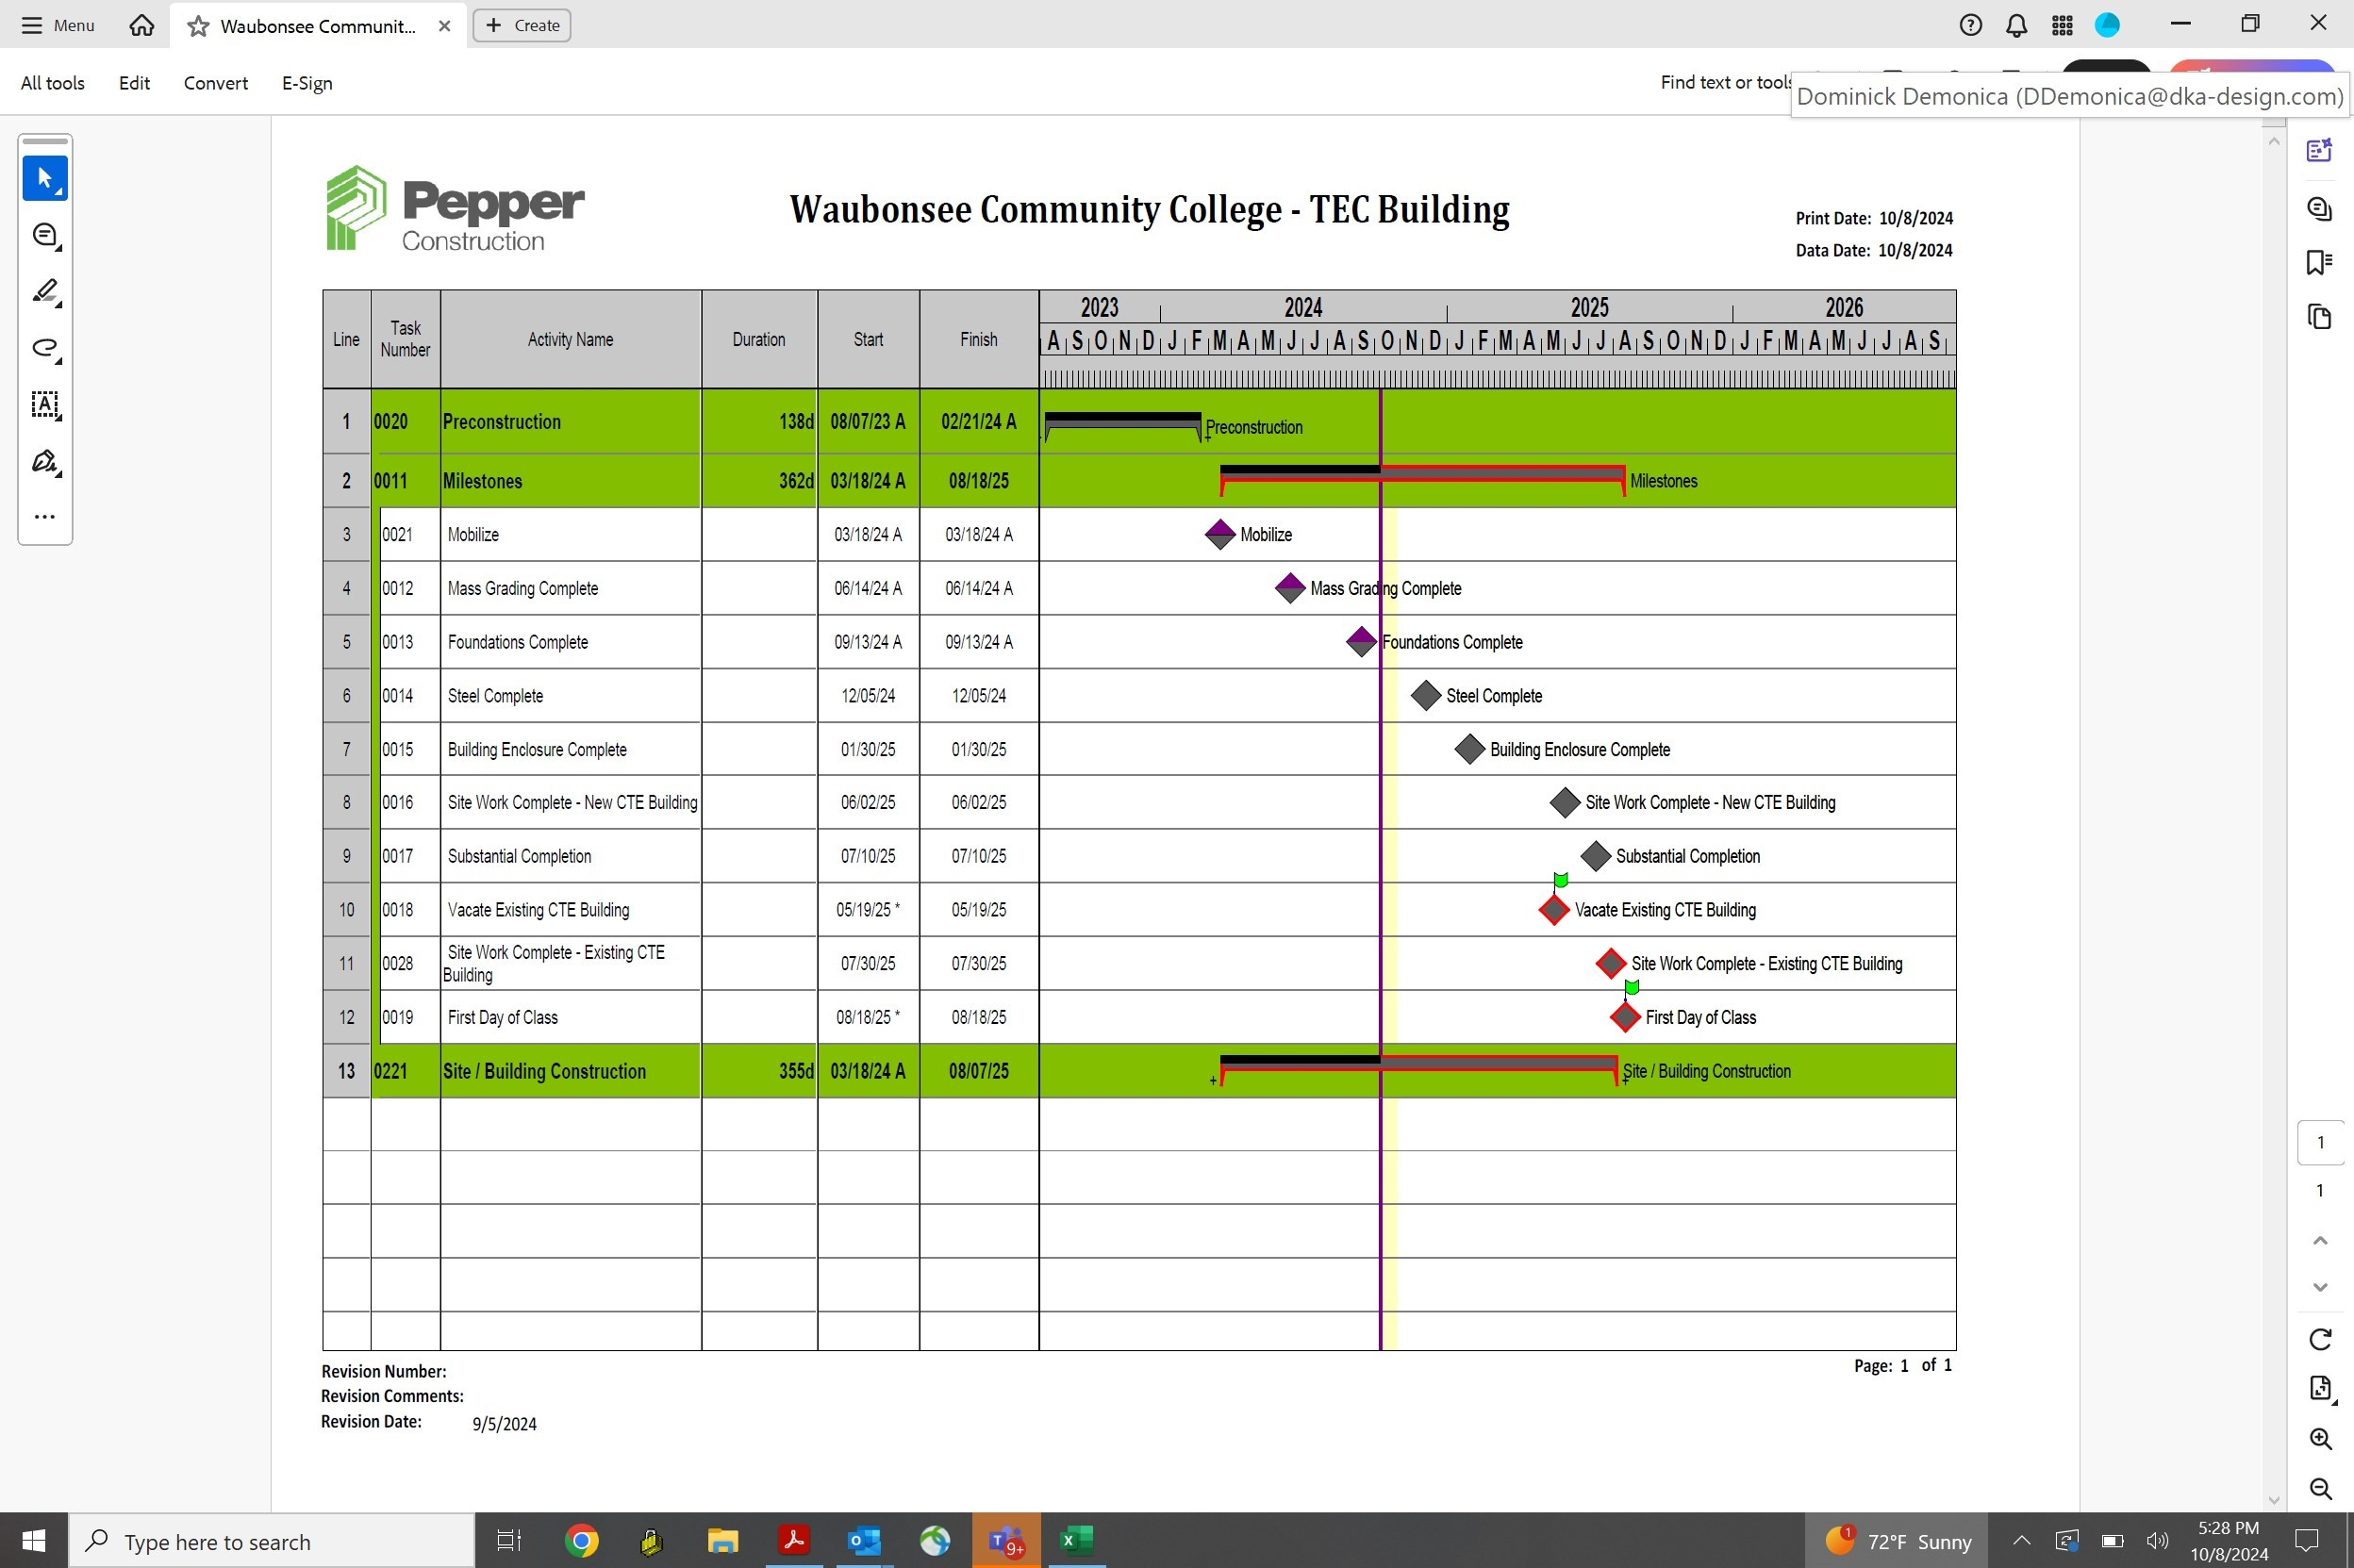 Menu
Waubonsee Communit...
Create
All tools
Edit
Convert
E-Sign
Find text or tools
Dominick Demonica (DDemonica@dka-design.com)
Pepper
Construction
Waubonsee Community College - TEC Building
Print Date: 10/8/2024
Data Date: 10/8/2024
Line Task Number Activity Name Duration Start Finish
2023 2024 2025 2026
A S O N D J F M A M J J A S O N D J F M A M J J A S O N D J F M A M J J A S
1 0020 Preconstruction 138d 08/07/23 A 02/21/24 A Preconstruction
2 0011 Milestones 362d 03/18/24 A 08/18/25 Milestones
3 0021 Mobilize 03/18/24 A 03/18/24 A Mobilize
4 0012 Mass Grading Complete 06/14/24 A 06/14/24 A Mass Grading Complete
5 0013 Foundations Complete 09/13/24 A 09/13/24 A Foundations Complete
6 0014 Steel Complete 12/05/24 12/05/24 Steel Complete
7 0015 Building Enclosure Complete 01/30/25 01/30/25 Building Enclosure Complete
8 0016 Site Work Complete - New CTE Building 06/02/25 06/02/25 Site Work Complete - New CTE Building
9 0017 Substantial Completion 07/10/25 07/10/25 Substantial Completion
10 0018 Vacate Existing CTE Building 05/19/25 * 05/19/25 Vacate Existing CTE Building
11 0028 Site Work Complete - Existing CTE Building 07/30/25 07/30/25 Site Work Complete - Existing CTE Building
12 0019 First Day of Class 08/18/25 * 08/18/25 First Day of Class
13 0221 Site / Building Construction 355d 03/18/24 A 08/07/25 Site / Building Construction
Revision Number:
Revision Comments:
Revision Date: 9/5/2024
Page: 1 of 1
1
1
Type here to search
9+
1
72°F Sunny
5:28 PM
10/8/2024